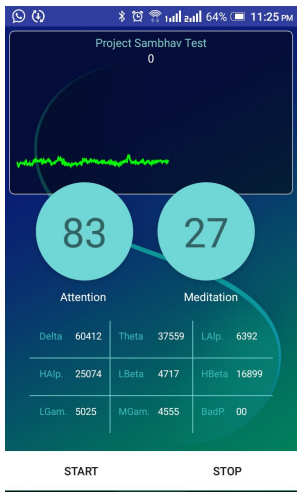 64% 11:25 PM
Project Sambhav Test
0
83 27
Attention Meditation
Delta 60412 Theta 37559 LAlp. 6392
HAlp. 25074 LBeta 4717 HBeta 16899
LGam. 5025 MGam. 4555 BadP. 00
START STOP